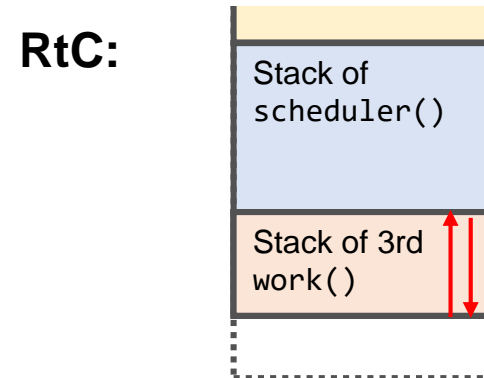 RtC:
Stack of
scheduler()
Stack of 3rd
work()